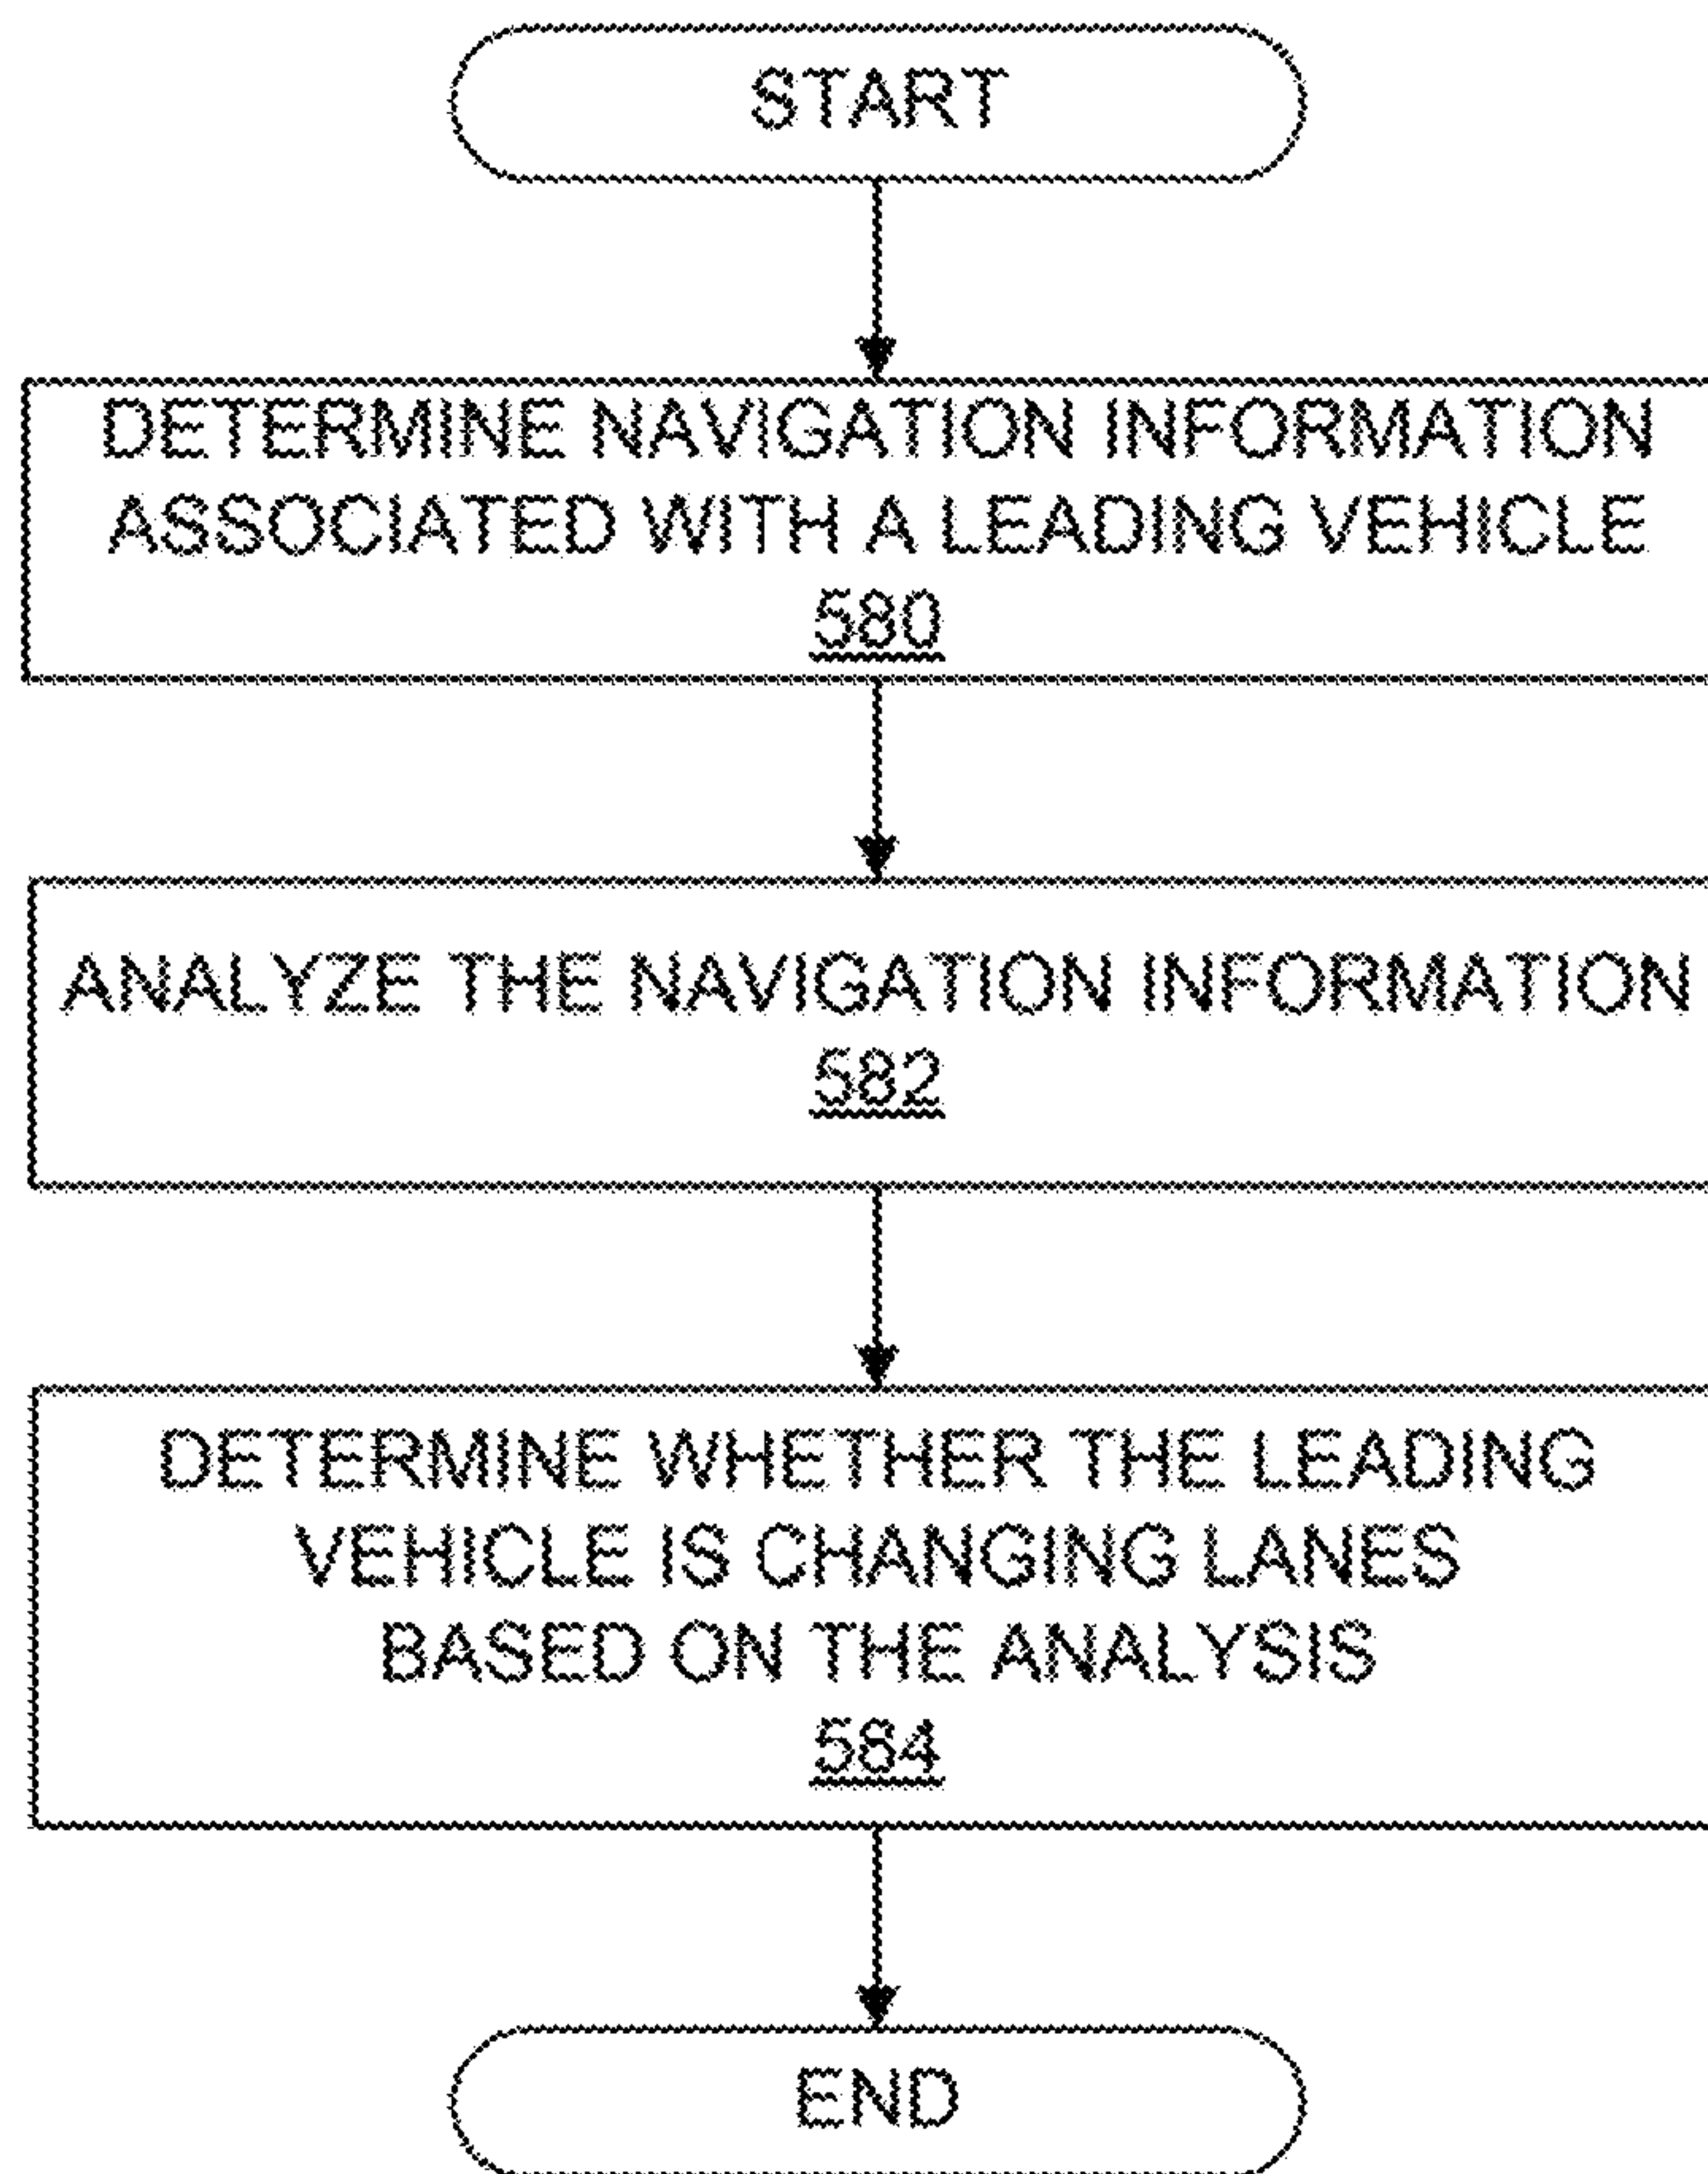 START
DETERMINE NAVIGATION INFORMATION
ASSOCIATED WITH A LEADING VEHICLE
580
ANALYZE THE NAVIGATION INFORMATION
582
DETERMINE WHETHER THE LEADING
VEHICLE IS CHANGING LANES
BASED ON THE ANALYSIS
584
END